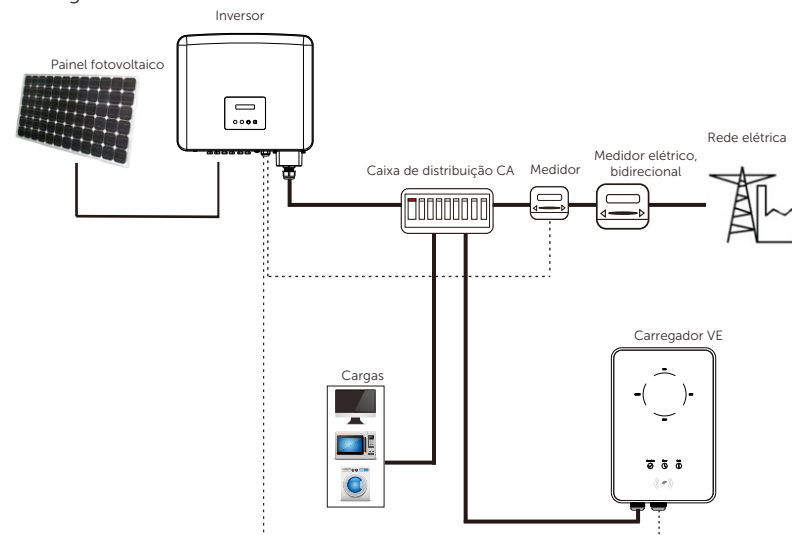 Inversor
Painel fotovoltaico
Rede elétrica
Medidor elétrico,
bidirecional
Caixa de distribuição CA
Medidor
Carregador VE
Cargas